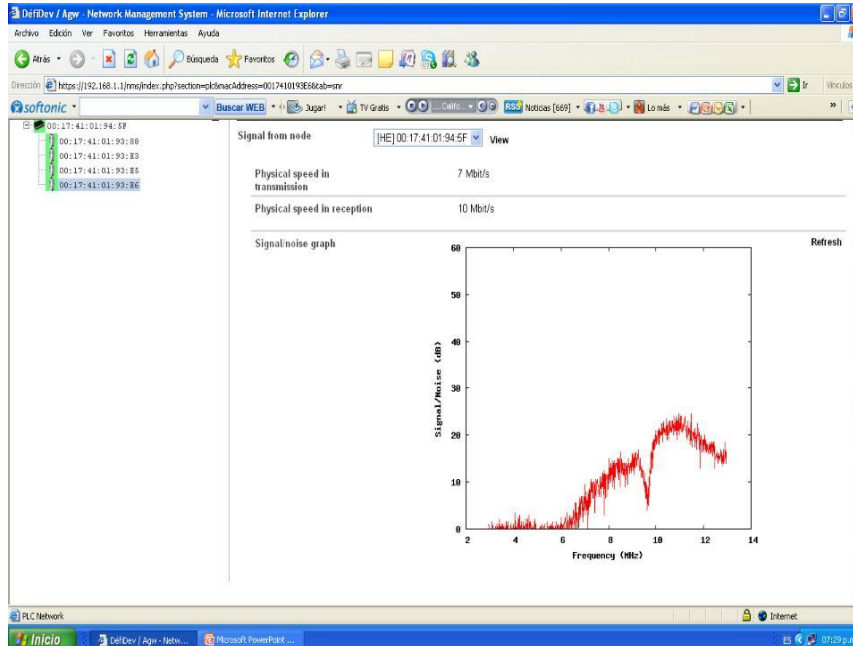 DéfiDev / Agw - Network Management System - Microsoft Internet Explorer
Archivo Edición Ver Favoritos Herramientas Ayuda
Atrás Búsqueda Favoritos
Dirección https://192.168.1.1/nms/index.php?section=plc&macAddress=0017410193E6&tab=snr Ir Vínculos
softonic Buscar WEB Jugar! TV Gratis ... Califo... RSS Noticias [669] Lo más »
00:17:41:01:94:5F
00:17:41:01:93:88
00:17:41:01:93:E3
00:17:41:01:93:E5
00:17:41:01:93:E6
Signal from node [HE] 00:17:41:01:94:5F View
Physical speed in transmission 7 Mbit/s
Physical speed in reception 10 Mbit/s
Signal/noise graph Refresh
60
50
40
30
20
10
0
Signal/Noise (dB)
2 4 6 8 10 12 14
Frequency (MHz)
PLC Network Internet
Inicio DéfiDev / Agw - Netw... Microsoft PowerPoint ... ES 07:29 p.m.